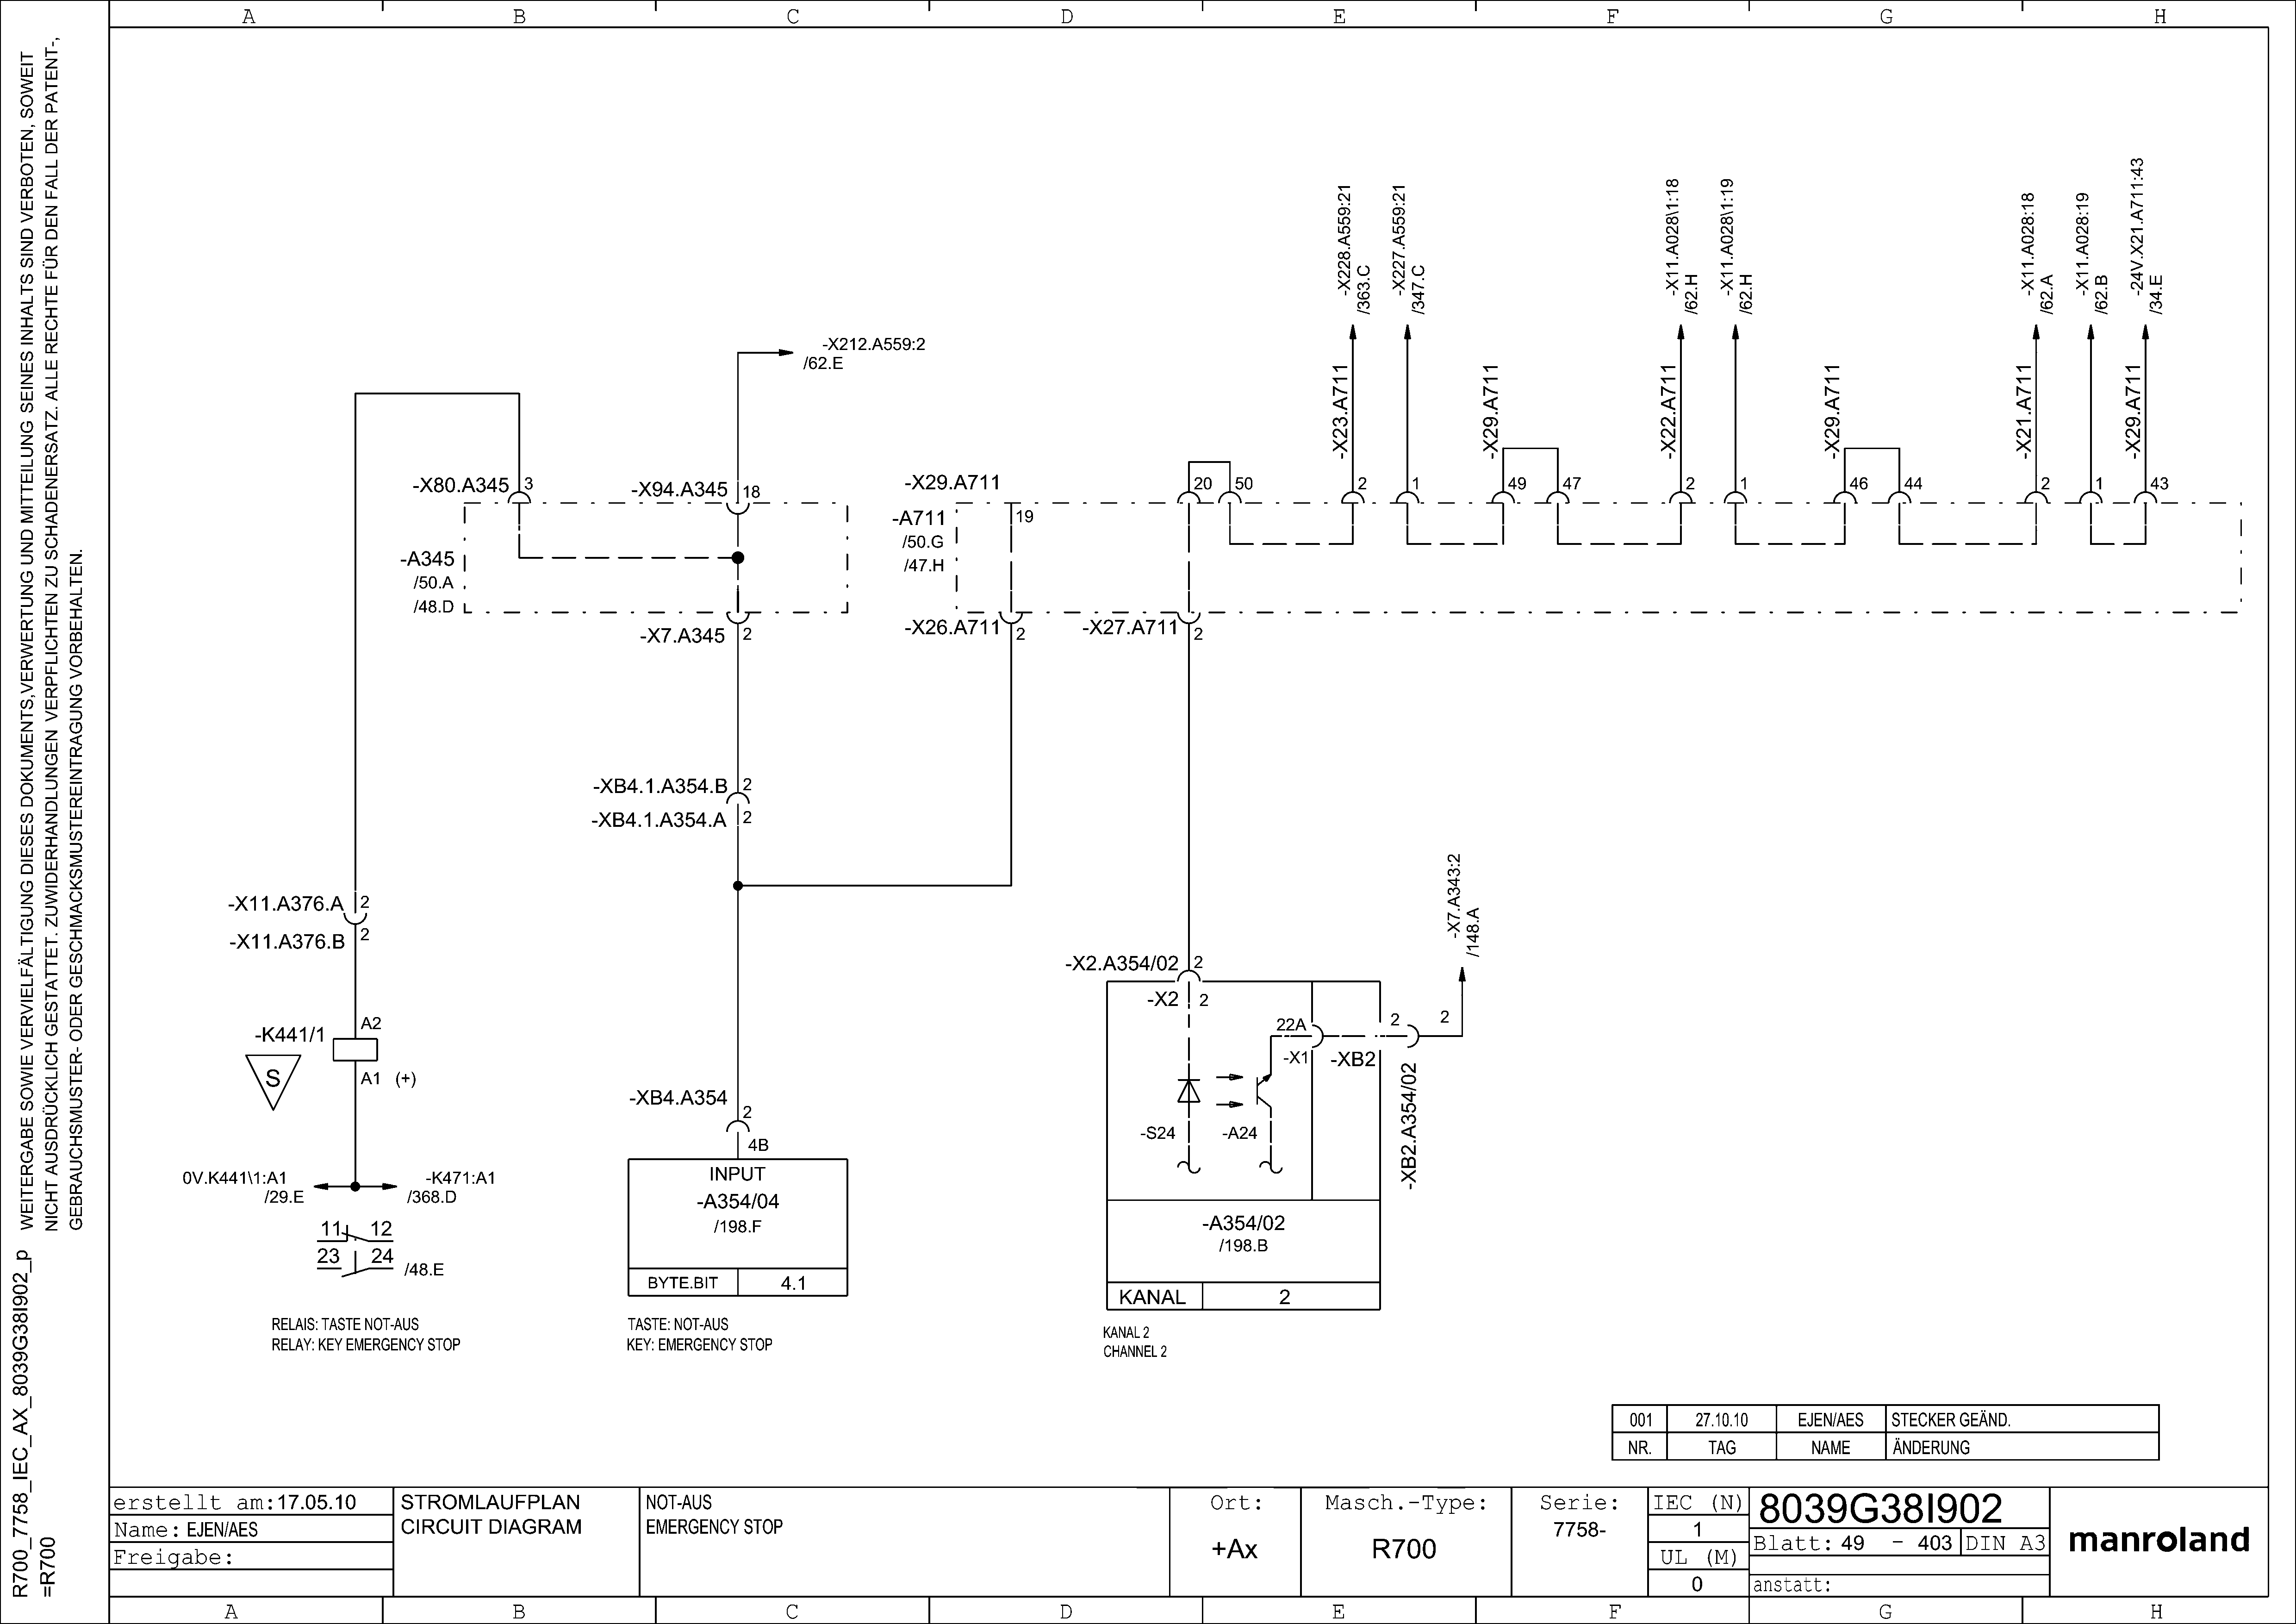 A B C D E F G H
WEITERGABE SOWIE VERVIELFÄLTIGUNG DIESES DOKUMENTS,VERWERTUNG UND MITTEILUNG SEINES INHALTS SIND VERBOTEN, SOWEIT
NICHT AUSDRÜCKLICH GESTATTET. ZUWIDERHANDLUNGEN VERPFLICHTEN ZU SCHADENERSATZ. ALLE RECHTE FÜR DEN FALL DER PATENT-,
GEBRAUCHSMUSTER- ODER GESCHMACKSMUSTEREINTRAGUNG VORBEHALTEN.
R700_7758_IEC_AX_8039G38I902_p
=R700
-X228.A559:21
/363.C
-X227.A559:21
/347.C
-X11.A028\1:18
/62.H
-X11.A028\1:19
/62.H
-X11.A028:18
/62.A
-X11.A028:19
/62.B
-24V.X21.A711:43
/34.E
-X212.A559:2
/62.E
-X23.A711
-X29.A711
-X22.A711
-X29.A711
-X21.A711
-X29.A711
-X80.A345 3
-X94.A345 18
-X29.A711
20 50 2 1 49 47 2 1 46 44 2 1 43
-A711 19
/50.G
/47.H
-A345
/50.A
/48.D
-X7.A345 2
-X26.A711 2
-X27.A711 2
-XB4.1.A354.B 2
-XB4.1.A354.A 2
-X11.A376.A 2
-X11.A376.B 2
-X7.A343:2
/148.A
-X2.A354/02 2
-X2 2
22A 2 2
-X1 -XB2
-XB2.A354/02
-K441/1 A2
S
A1 (+)
-XB4.A354
2
4B
-S24 -A24
0V.K441\1:A1
/29.E
-K471:A1
/368.D
11 12
23 24
/48.E
INPUT
-A354/04
/198.F
BYTE.BIT 4.1
-A354/02
/198.B
KANAL 2
RELAIS: TASTE NOT-AUS
RELAY: KEY EMERGENCY STOP
TASTE: NOT-AUS
KEY: EMERGENCY STOP
KANAL 2
CHANNEL 2
001 27.10.10 EJEN/AES STECKER GEÄND.
NR. TAG NAME ÄNDERUNG
erstellt am:17.05.10
Name: EJEN/AES
Freigabe:
STROMLAUFPLAN
CIRCUIT DIAGRAM
NOT-AUS
EMERGENCY STOP
Ort:
+Ax
Masch.-Type:
R700
Serie:
7758-
IEC (N)
1
UL (M)
0
8039G38I902
Blatt: 49 - 403 DIN A3
anstatt:
manroland
A B C D E F G H